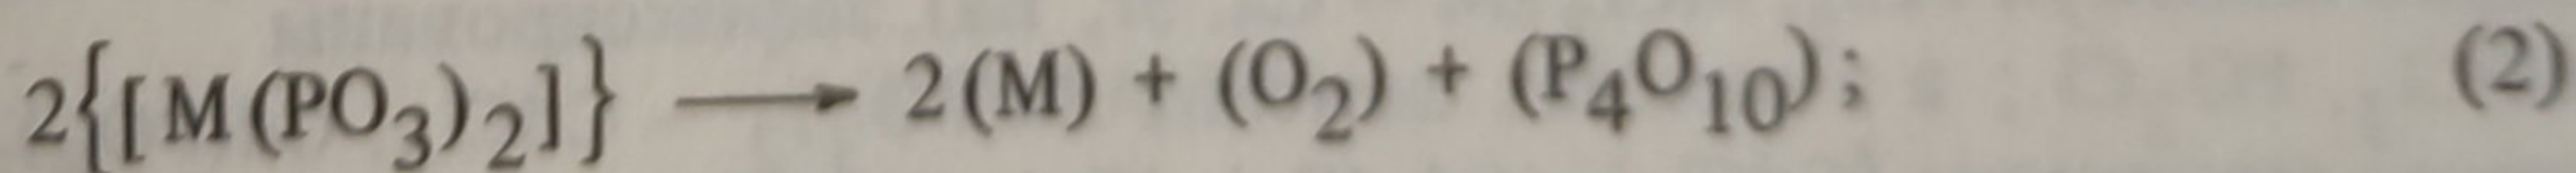 2{[M(PO₃)₂]} ⟶ 2(M) + (O₂) + (P₄O₁₀); (2)